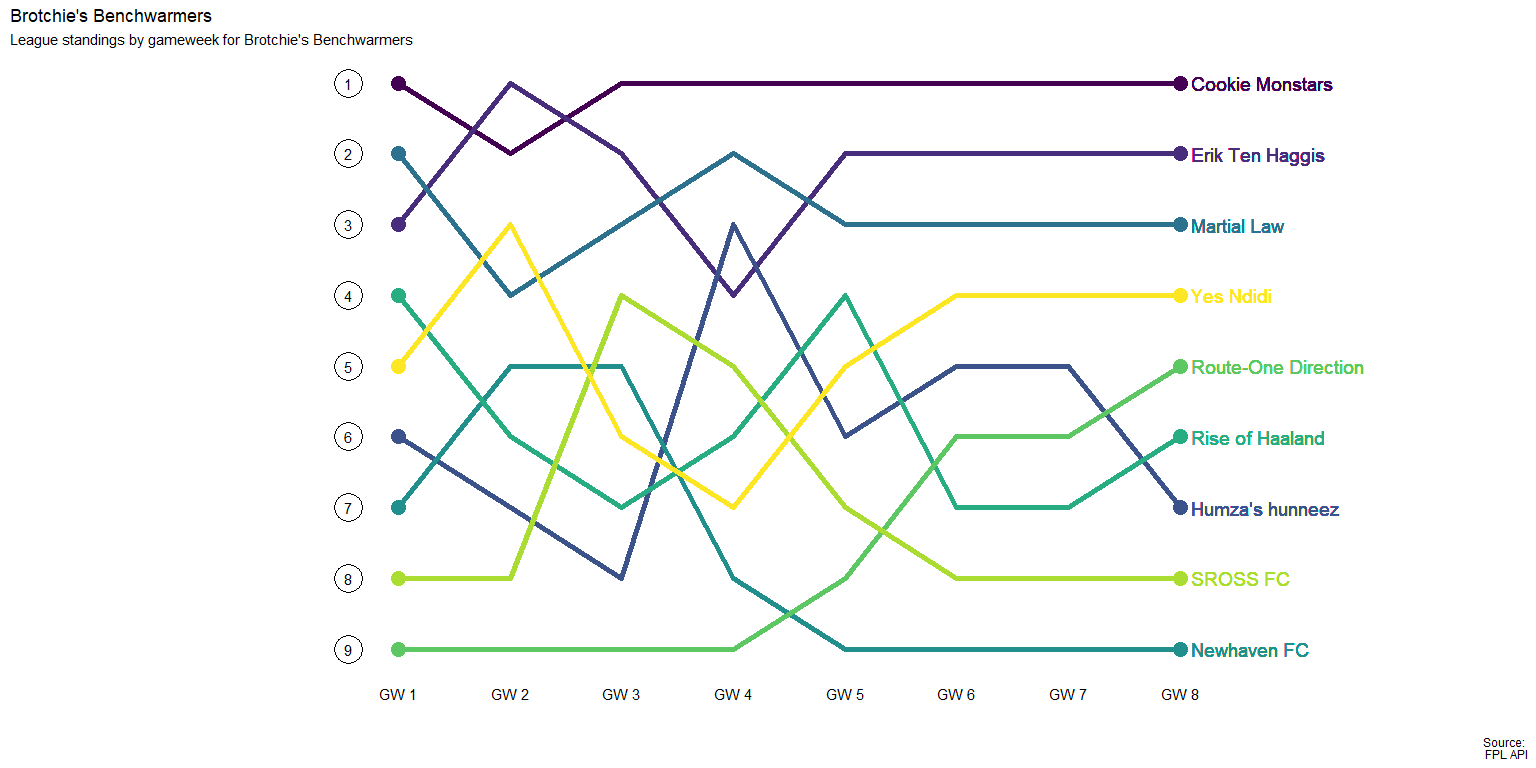 Brotchie's Benchwarmers
League standings by gameweek for Brotchie's Benchwarmers
1
Cookie Monstars
2
Erik Ten Haggis
3
Martial Law
4
Yes Ndidi
5
Route-One Direction
6
Rise of Haaland
7
Humza's hunneez
8
SROSS FC
9
Newhaven FC
GW 1 GW 2 GW 3 GW 4 GW 5 GW 6 GW 7 GW 8
Source:
FPL API